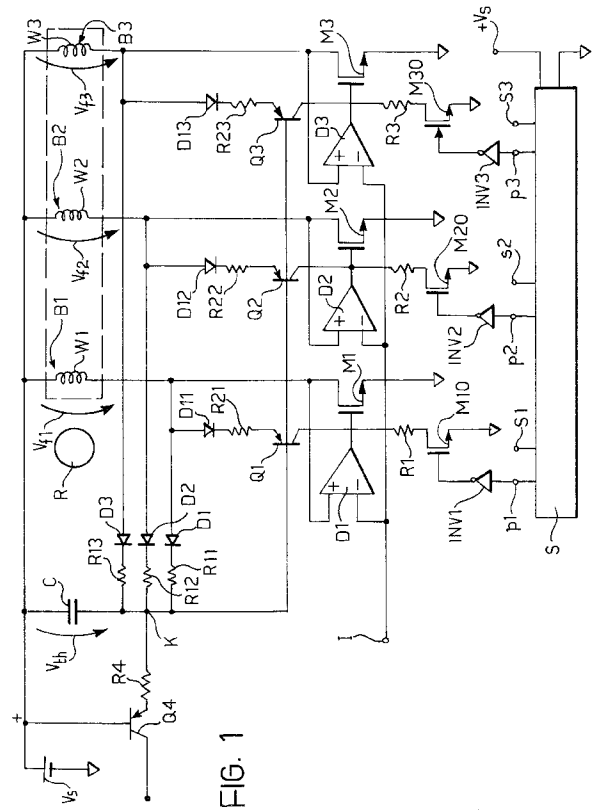 W3
B3
Vf3
B2
W2
Vf2
B1
W1
Vf1
R
C
Vth
+
Vs
R13
D3
D2
R12
D1
R11
K
R4
Q4
D13
R23
D12
R22
D11
R21
Q3
Q2
Q1
M3
+
−
D3
M2
+
−
D2
M1
+
−
D1
I
R3
M30
R2
M20
R1
M10
INV3
INV2
INV1
+Vs
p3
S3
p2
s2
p1
S1
S
FIG. 1